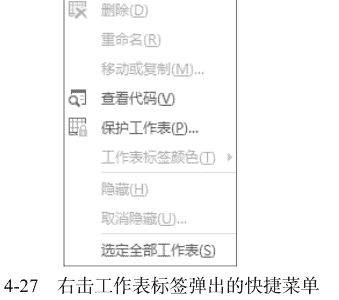 删除(D)
重命名(R)
移动或复制(M)...
查看代码(V)
保护工作表(P)...
工作表标签颜色(T)
隐藏(H)
取消隐藏(U)...
选定全部工作表(S)
4-27 右击工作表标签弹出的快捷菜单